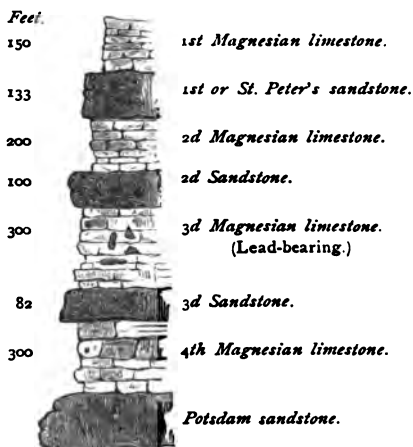 Feet.
150 1st Magnesian limestone.
133 1st or St. Peter's sandstone.
200 2d Magnesian limestone.
100 2d Sandstone.
300 3d Magnesian limestone.
(Lead-bearing.)
82 3d Sandstone.
300 4th Magnesian limestone.
Potsdam sandstone.